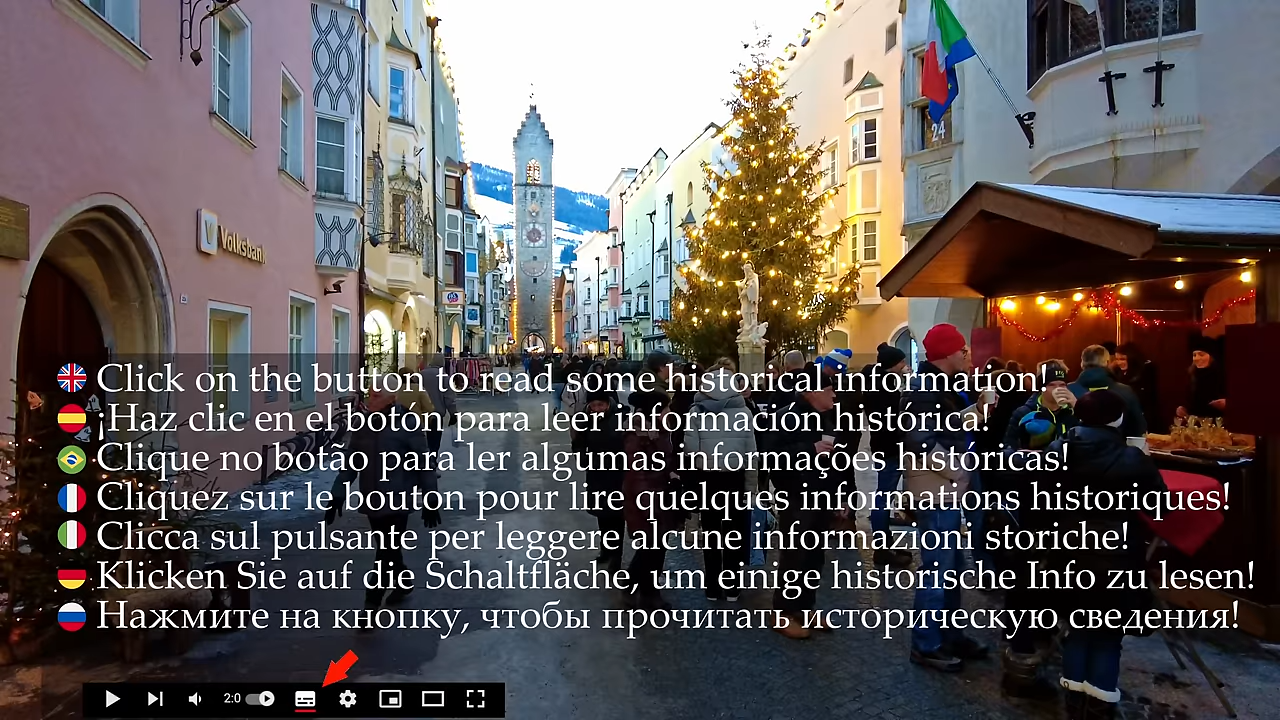 Volksbank
24
Click on the button to read some historical information!
¡Haz clic en el botón para leer información histórica!
Clique no botão para ler algumas informações históricas!
Cliquez sur le bouton pour lire quelques informations historiques!
Clicca sul pulsante per leggere alcune informazioni storiche!
Klicken Sie auf die Schaltfläche, um einige historische Info zu lesen!
Нажмите на кнопку, чтобы прочитать историческую сведения!
2:0